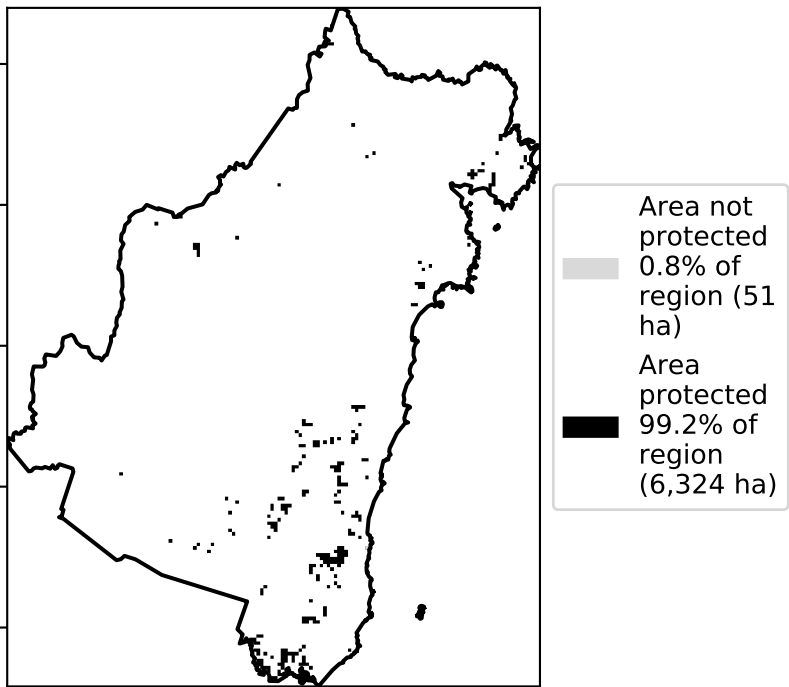 Area not
protected
0.8% of
region (51
ha)
Area
protected
99.2% of
region
(6,324 ha)